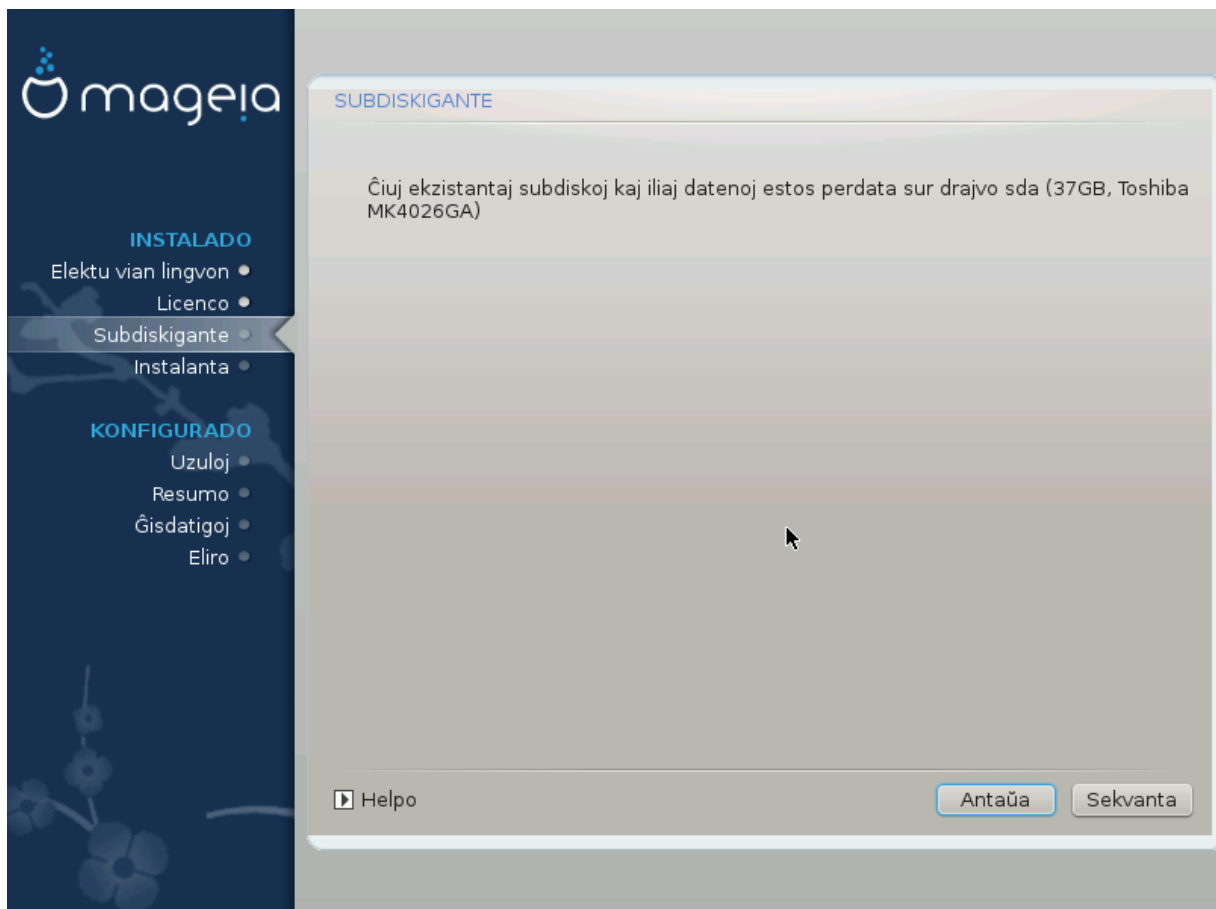 mageia
INSTALADO
Elektu vian lingvon
Licenco
Subdiskigante
Instalanta
KONFIGURADO
Uzuloj
Resumo
Ĝisdatigoj
Eliro
SUBDISKIGANTE
Ĉiuj ekzistantaj subdiskoj kaj iliaj datenoj estos perdata sur drajvo sda (37GB, Toshiba
MK4026GA)
Helpo
Antaŭa
Sekvanta